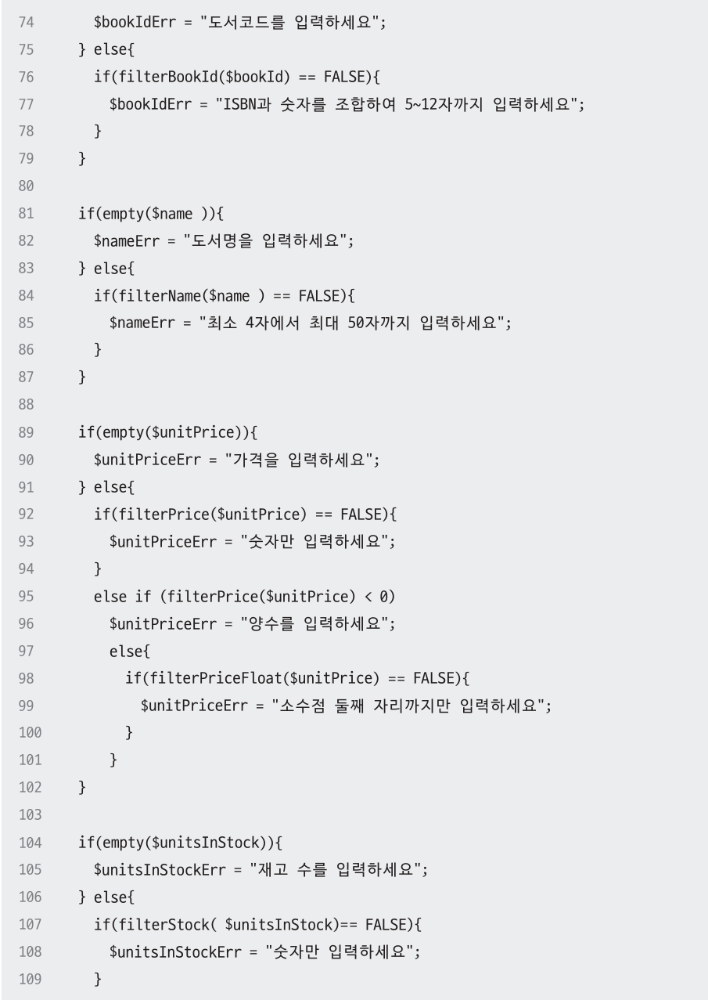 74 $bookIdErr = "도서코드를 입력하세요";
75 } else{
76 if(filterBookId($bookId) == FALSE){
77 $bookIdErr = "ISBN과 숫자를 조합하여 5~12자까지 입력하세요";
78 }
79 }
80
81 if(empty($name )){
82 $nameErr = "도서명을 입력하세요";
83 } else{
84 if(filterName($name ) == FALSE){
85 $nameErr = "최소 4자에서 최대 50자까지 입력하세요";
86 }
87 }
88
89 if(empty($unitPrice)){
90 $unitPriceErr = "가격을 입력하세요";
91 } else{
92 if(filterPrice($unitPrice) == FALSE){
93 $unitPriceErr = "숫자만 입력하세요";
94 }
95 else if (filterPrice($unitPrice) < 0)
96 $unitPriceErr = "양수를 입력하세요";
97 else{
98 if(filterPriceFloat($unitPrice) == FALSE){
99 $unitPriceErr = "소수점 둘째 자리까지만 입력하세요";
100 }
101 }
102 }
103
104 if(empty($unitsInStock)){
105 $unitsInStockErr = "재고 수를 입력하세요";
106 } else{
107 if(filterStock( $unitsInStock)== FALSE){
108 $unitsInStockErr = "숫자만 입력하세요";
109 }